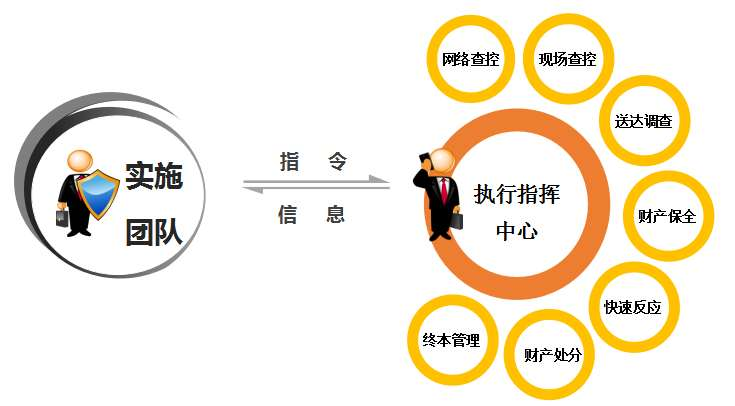 实施
团队
指 令
信 息
执行指挥
中心
网络查控
现场查控
送达调查
财产保全
快速反应
财产处分
终本管理